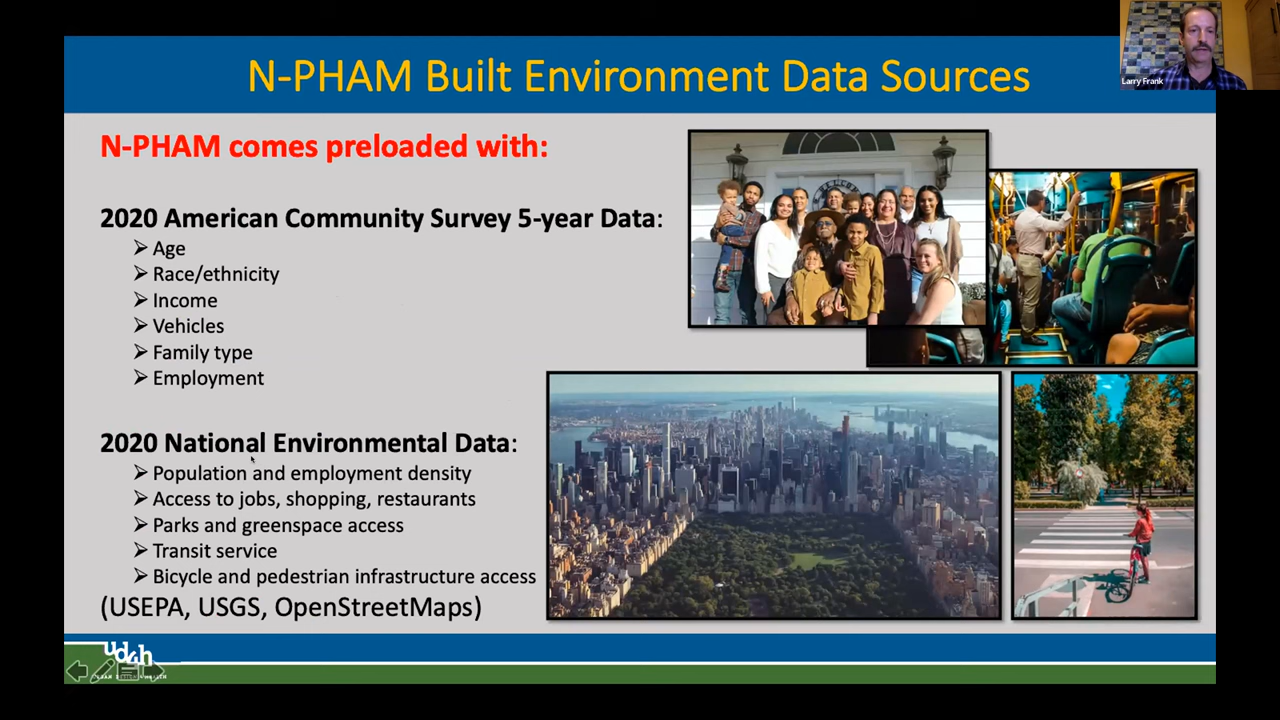 N-PHAM Built Environment Data Sources
Larry Frank
N-PHAM comes preloaded with:
2020 American Community Survey 5-year Data:
Age
Race/ethnicity
Income
Vehicles
Family type
Employment
2020 National Environmental Data:
Population and employment density
Access to jobs, shopping, restaurants
Parks and greenspace access
Transit service
Bicycle and pedestrian infrastructure access
(USEPA, USGS, OpenStreetMaps)
ud4h